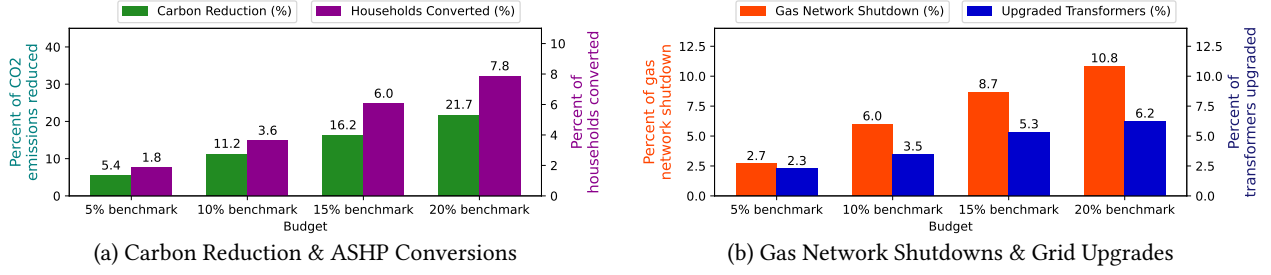 Carbon Reduction (%)
Households Converted (%)
Percent of CO2
emissions reduced
40
30
20
10
0
5.4
1.8
11.2
3.6
16.2
6.0
21.7
7.8
10
8
6
4
2
0
Percent of
households converted
5% benchmark
10% benchmark
15% benchmark
20% benchmark
Budget
(a) Carbon Reduction & ASHP Conversions
Gas Network Shutdown (%)
Upgraded Transformers (%)
Percent of gas
network shutdown
12.5
10.0
7.5
5.0
2.5
0.0
2.7
2.3
6.0
3.5
8.7
5.3
10.8
6.2
12.5
10.0
7.5
5.0
2.5
0.0
Percent of
transformers upgraded
5% benchmark
10% benchmark
15% benchmark
20% benchmark
Budget
(b) Gas Network Shutdowns & Grid Upgrades